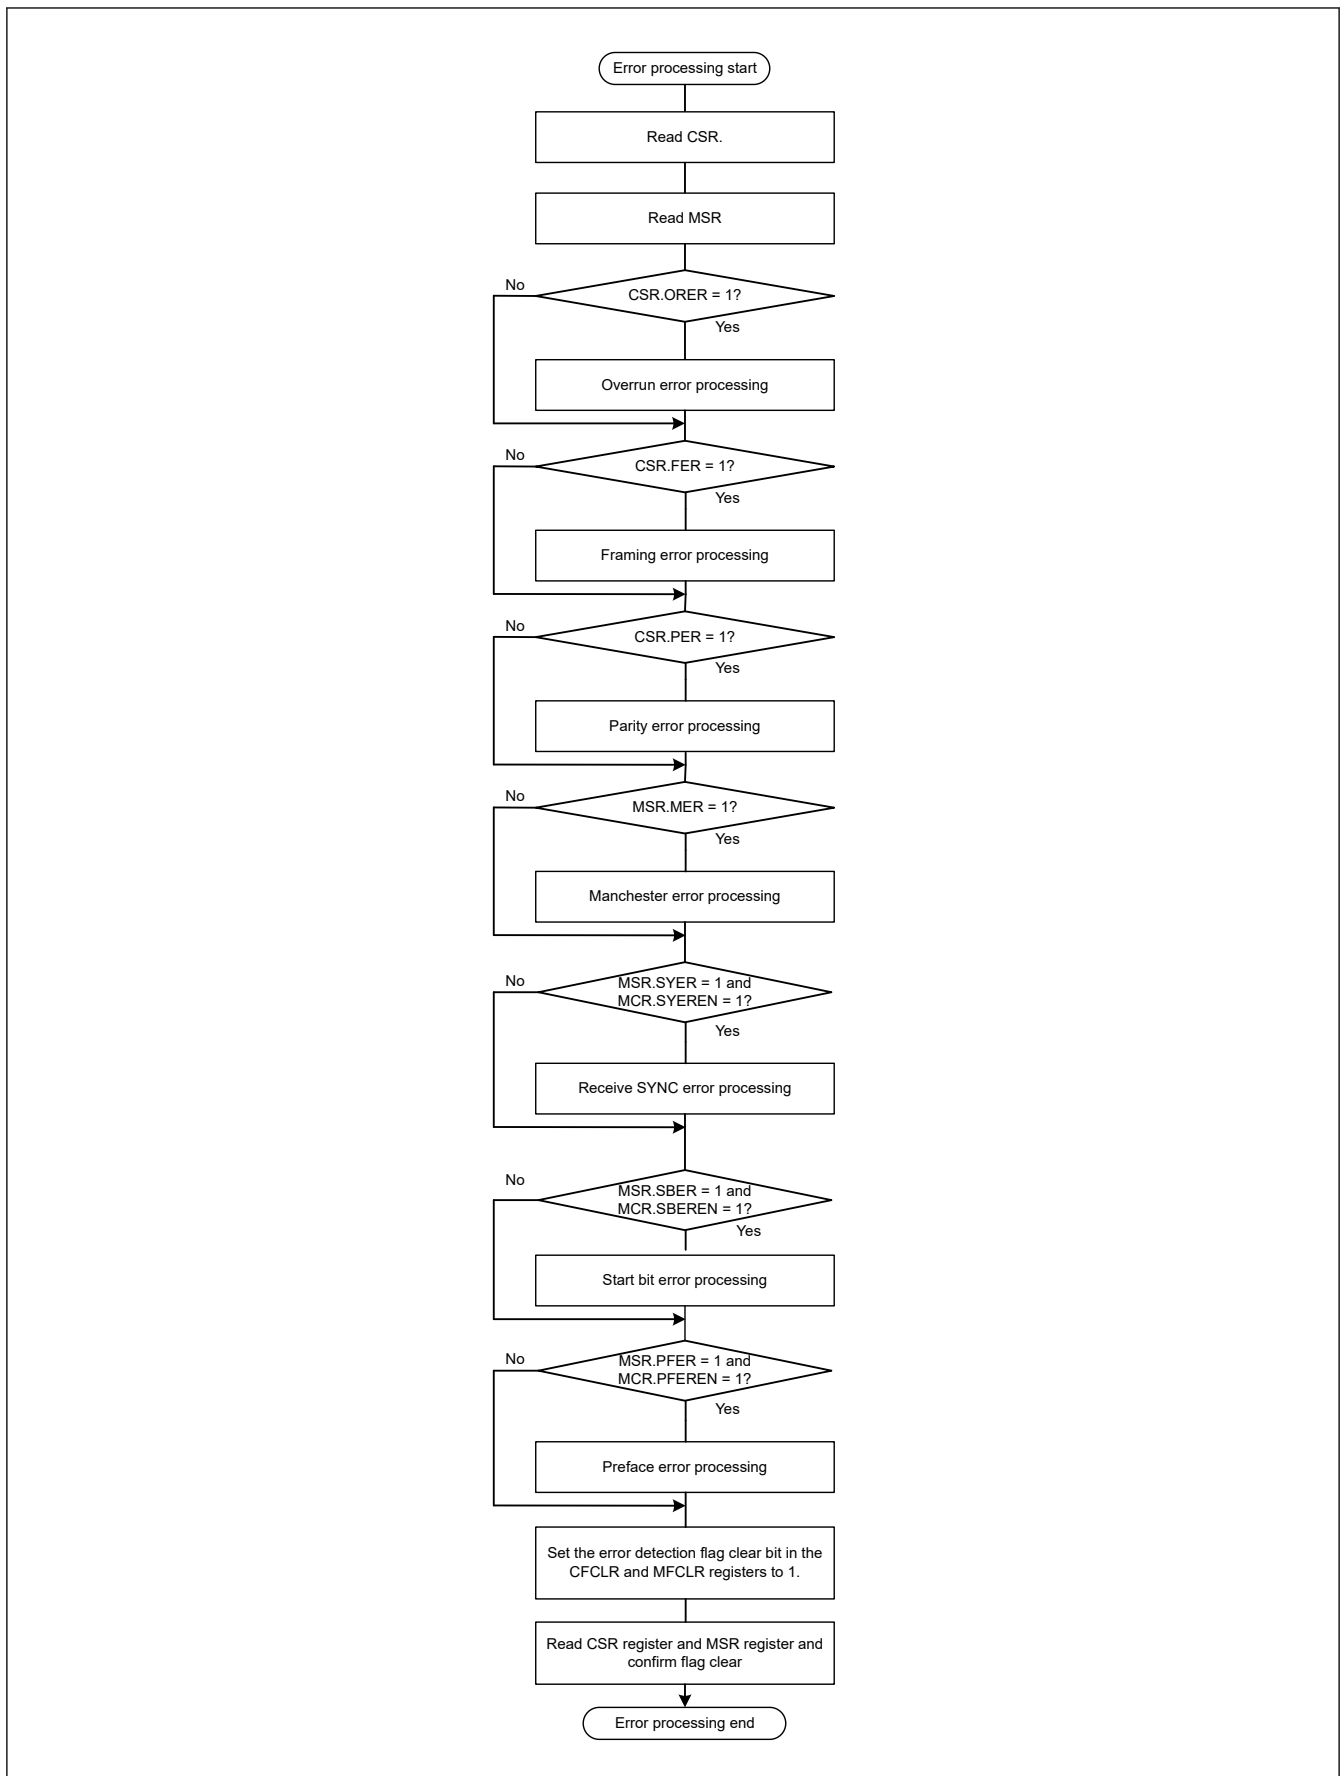 Error processing start
Read CSR.
Read MSR
No
CSR.ORER = 1?
Yes
Overrun error processing
No
CSR.FER = 1?
Yes
Framing error processing
No
CSR.PER = 1?
Yes
Parity error processing
No
MSR.MER = 1?
Yes
Manchester error processing
No
MSR.SYER = 1 and
MCR.SYEREN = 1?
Yes
Receive SYNC error processing
No
MSR.SBER = 1 and
MCR.SBEREN = 1?
Yes
Start bit error processing
No
MSR.PFER = 1 and
MCR.PFEREN = 1?
Yes
Preface error processing
Set the error detection flag clear bit in the
CFCLR and MFCLR registers to 1.
Read CSR register and MSR register and
confirm flag clear
Error processing end